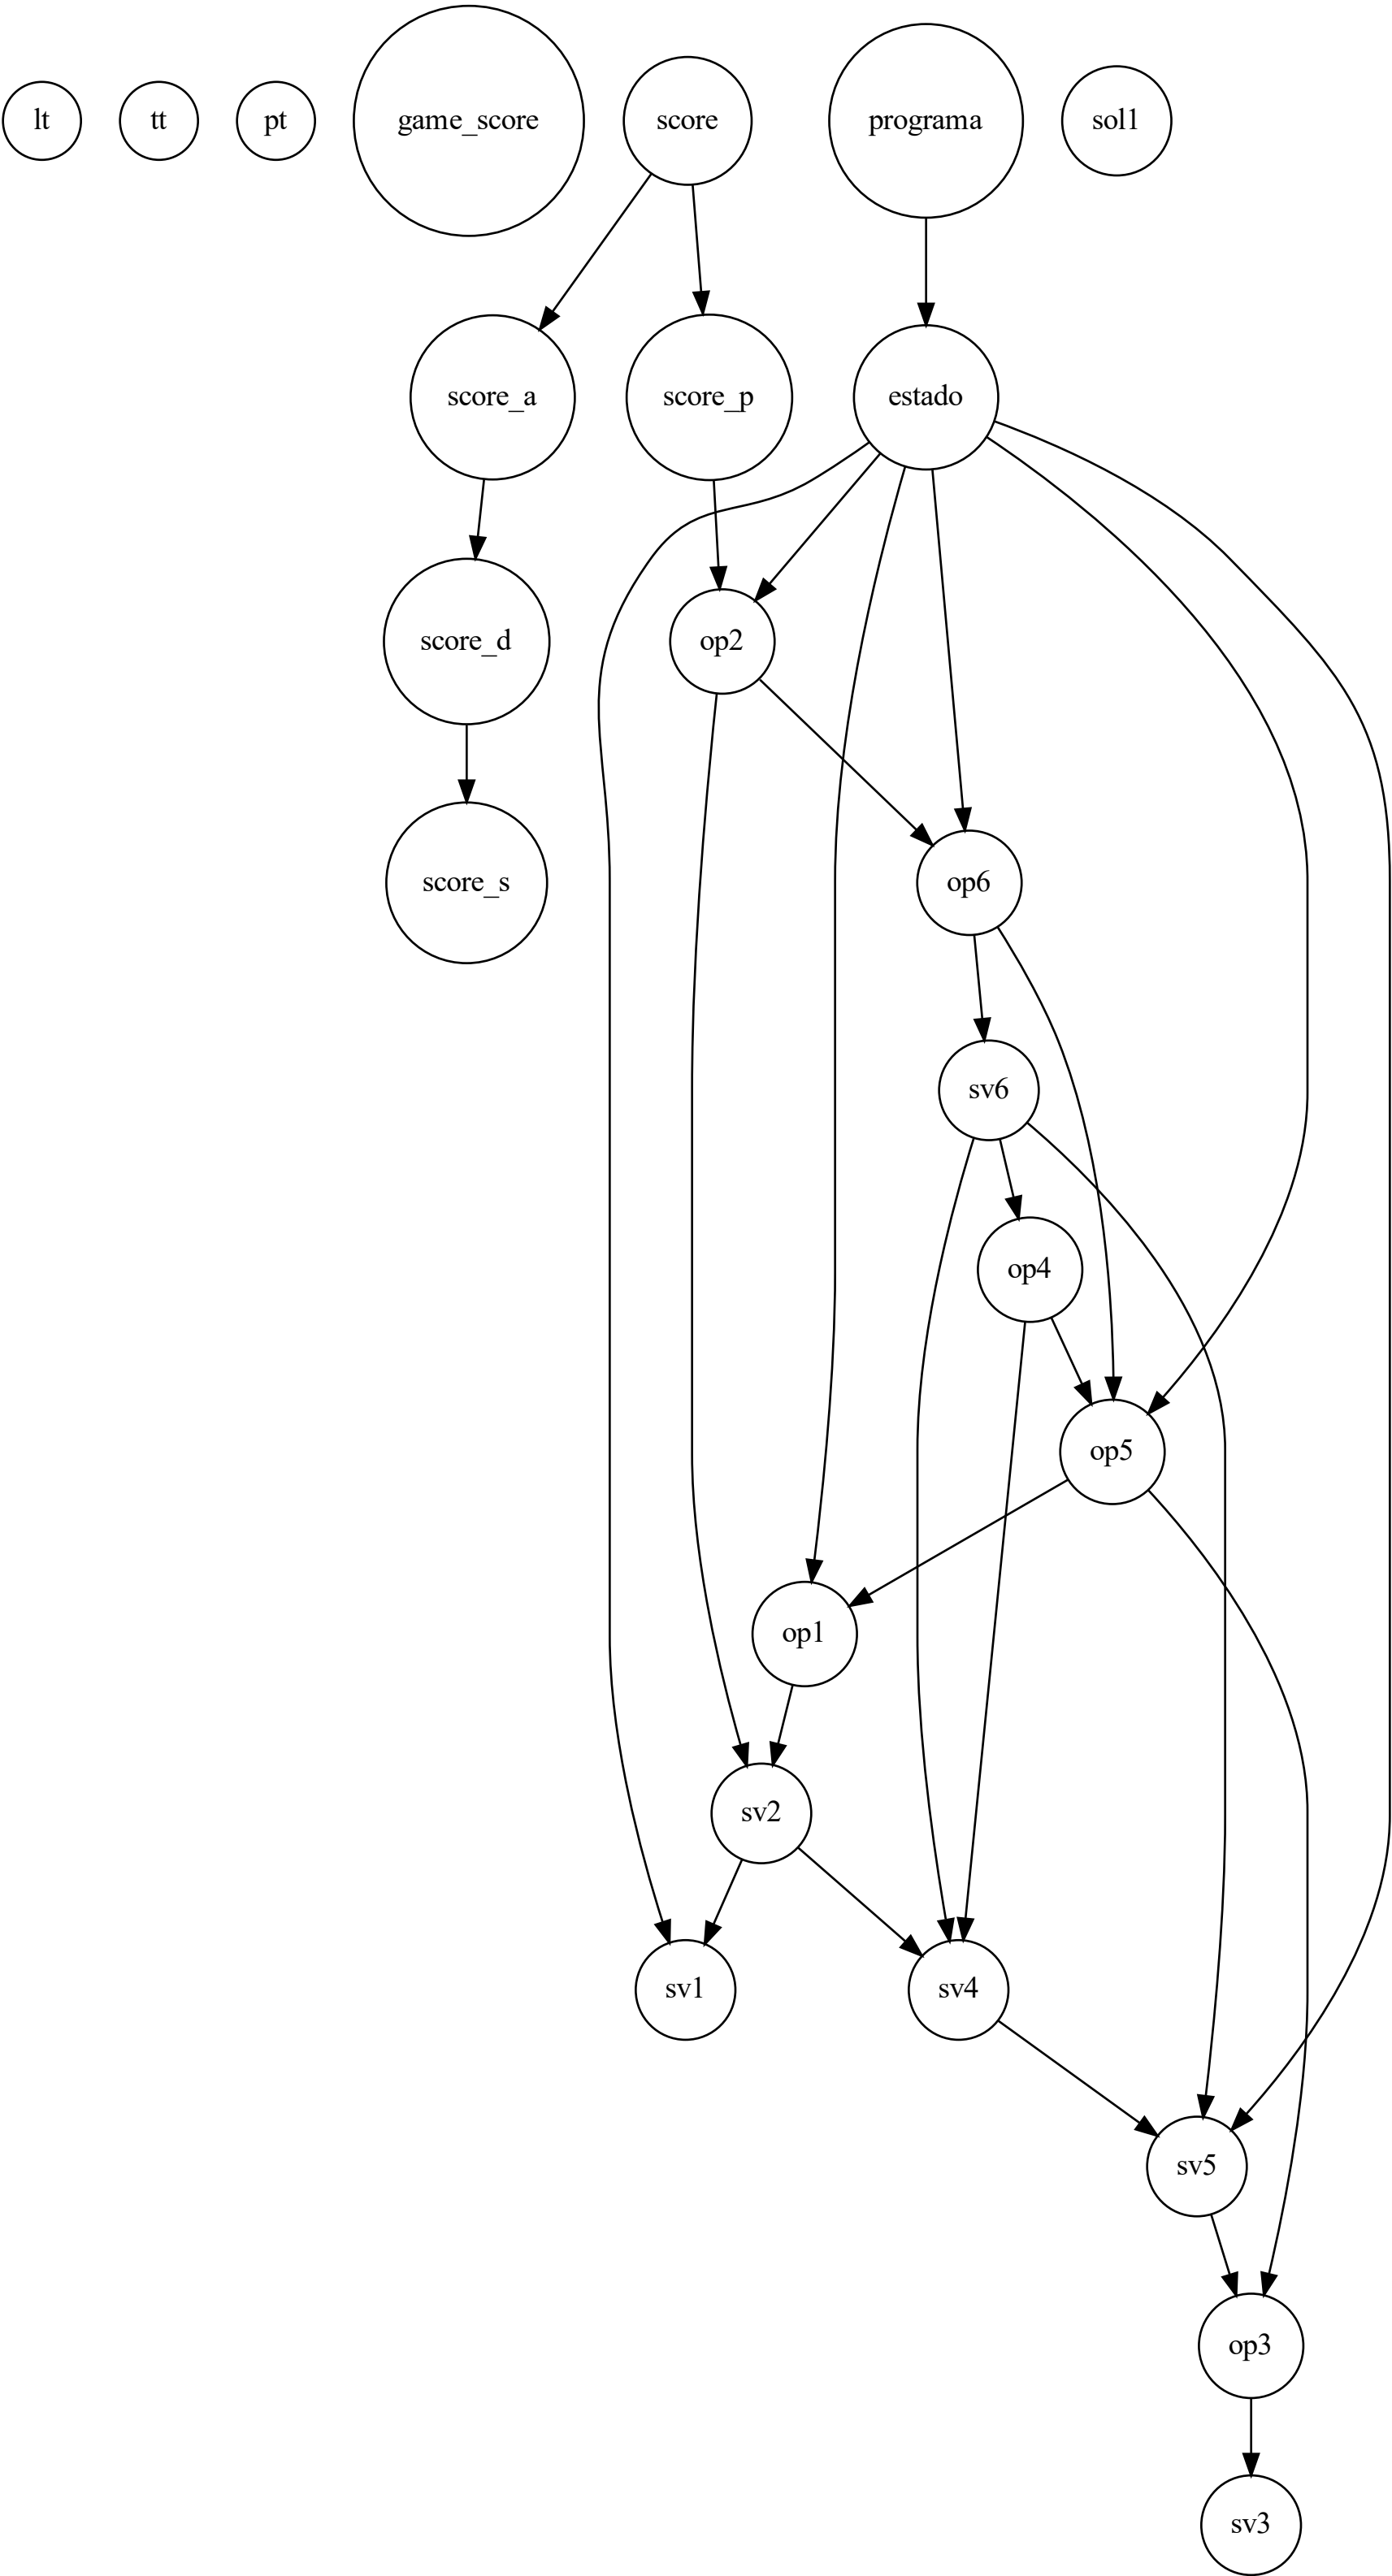 lt
tt
pt
game_score
score
programa
sol1
score_a
score_p
estado
score_d
op2
score_s
op6
sv6
op4
op5
op1
sv2
sv1
sv4
sv5
op3
sv3